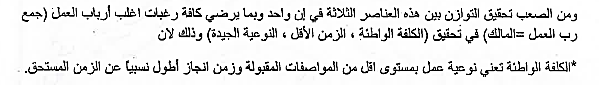 ومن الصعب تحقيق التوازن بين هذه العناصر الثلاثة في إن واحد وبما يرضي كافة رغبات اغلب أرباب العمل (جمع
رب العمل =المالك) في تحقيق (الكلفة الواطئة ، الزمن الأقل ، النوعية الجيدة) وذلك لان
*الكلفة الواطئة تعني نوعية عمل بمستوى اقل من المواصفات المقبولة وزمن انجاز أطول نسبياً عن الزمن المستحق.